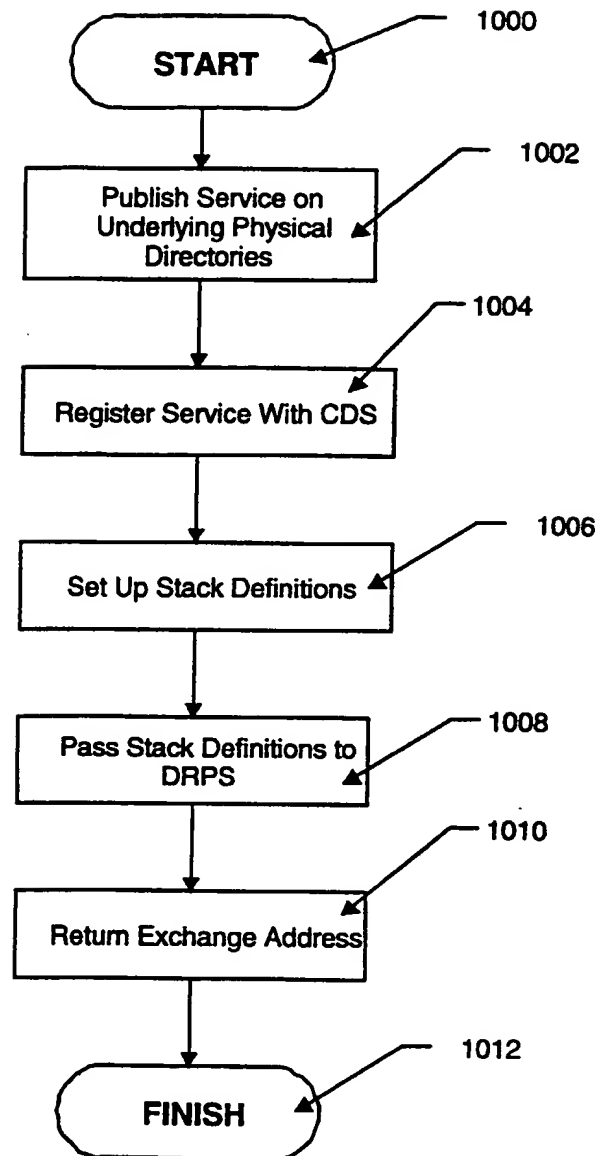 1000
START
1002
Publish Service on
Underlying Physical
Directories
1004
Register Service With CDS
1006
Set Up Stack Definitions
1008
Pass Stack Definitions to
DRPS
1010
Return Exchange Address
1012
FINISH